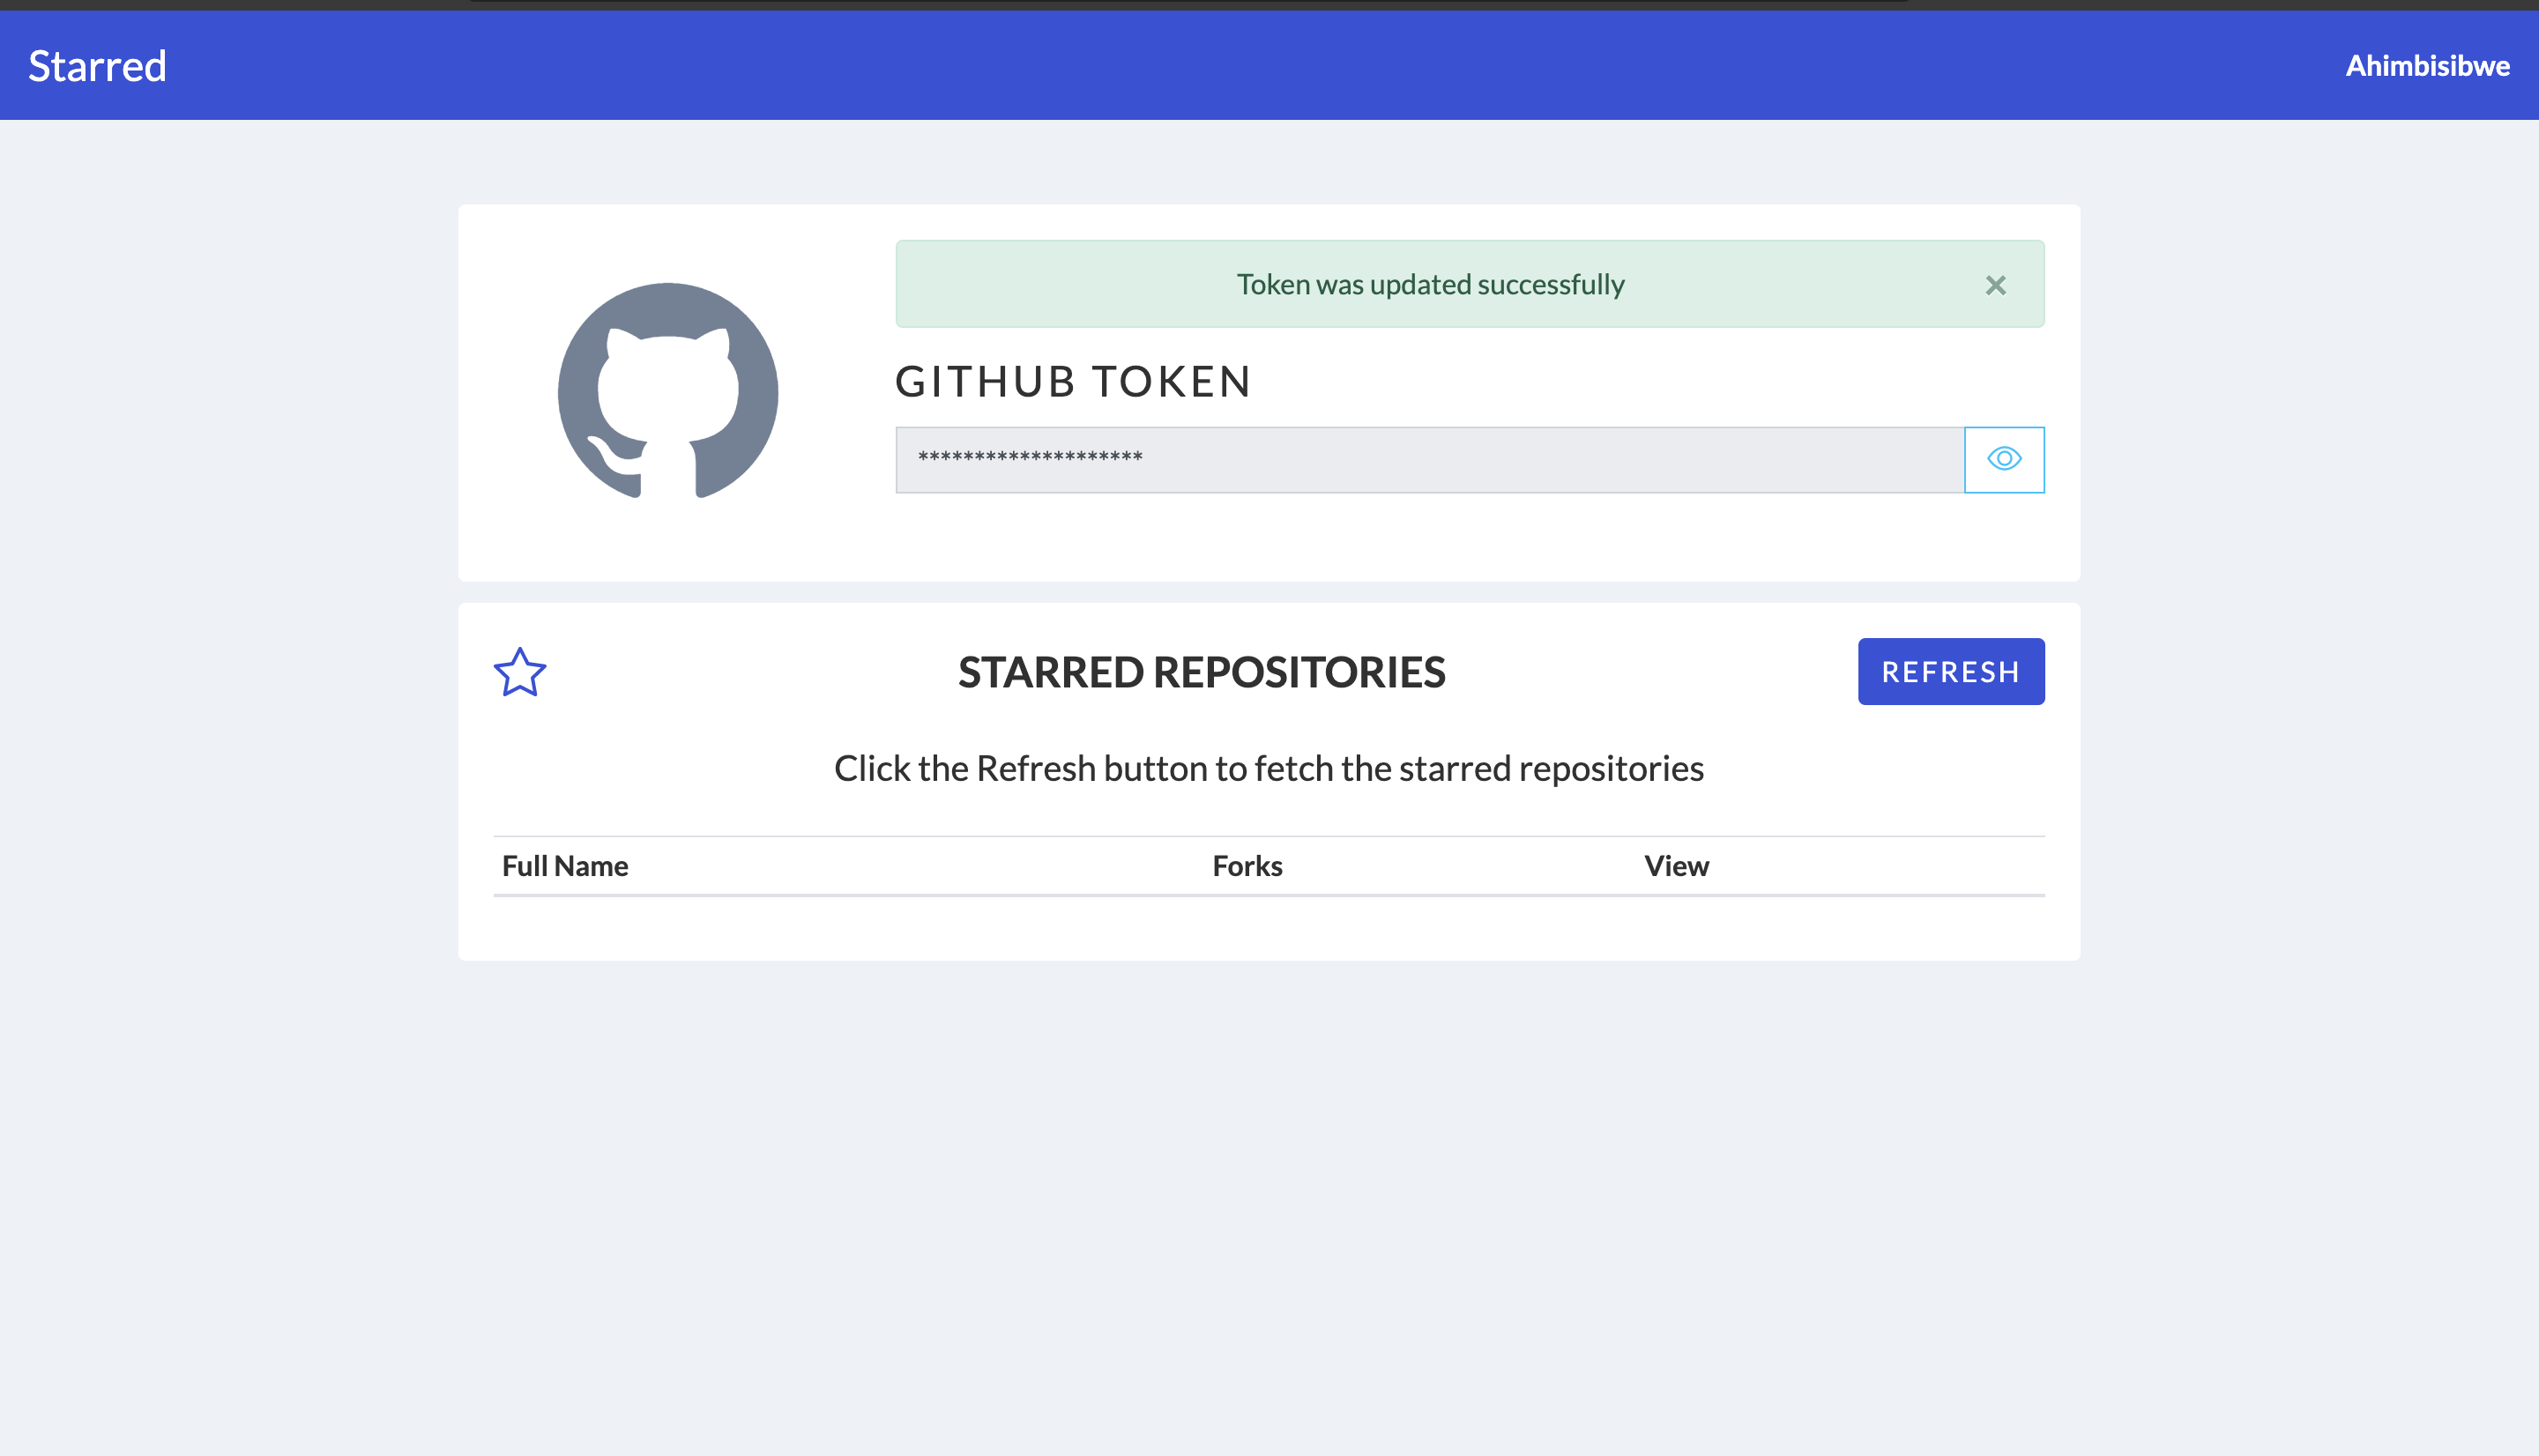 Starred
Ahimbisibwe
Token was updated successfully
GITHUB TOKEN
********************
STARRED REPOSITORIES
REFRESH
Click the Refresh button to fetch the starred repositories
Full Name Forks View